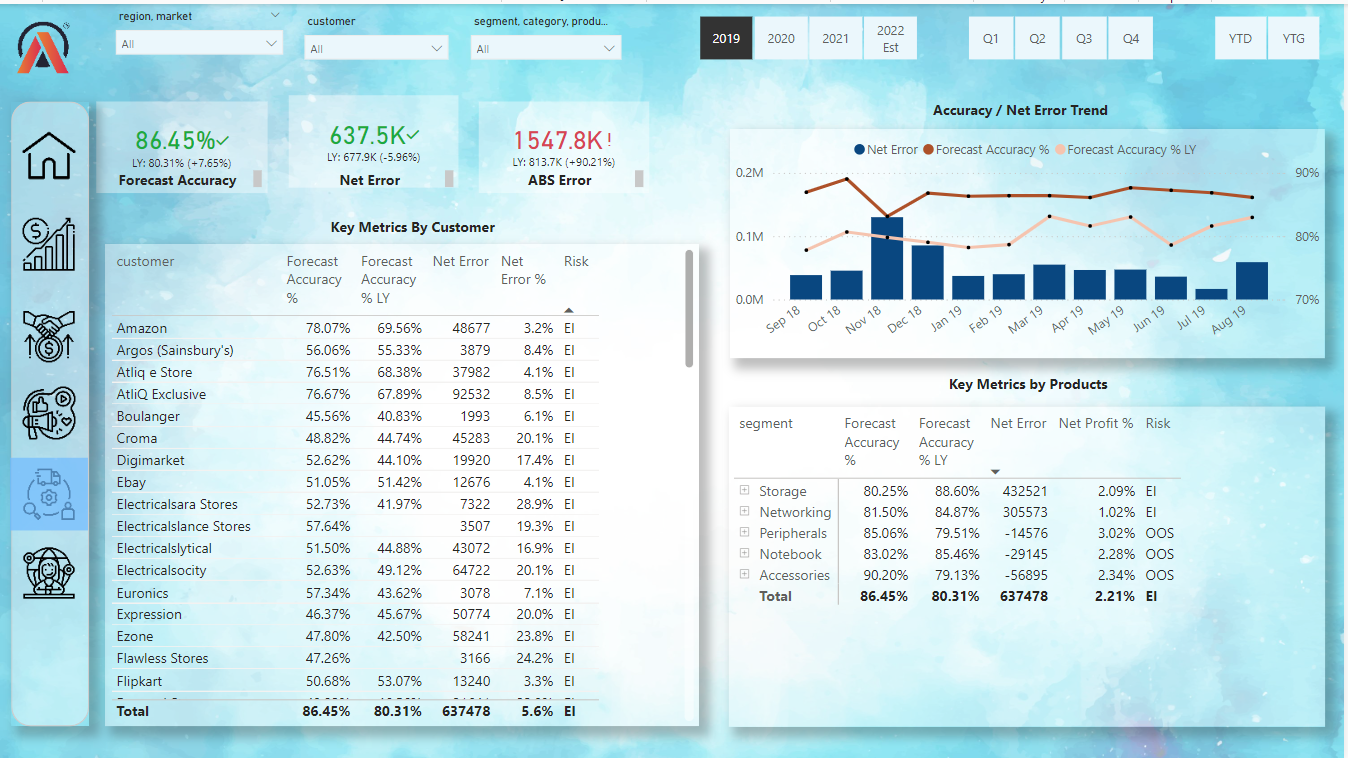 region, market
All
customer
All
segment, category, produ...
All
2019
2020
2021
2022
Est
Q1
Q2
Q3
Q4
YTD
YTG
86.45%
LY: 80.31% (+7.65%)
Forecast Accuracy
637.5K
LY: 677.9K (-5.96%)
Net Error
1547.8K!
LY: 813.7K (+90.21%)
ABS Error
Key Metrics By Customer
customer Forecast Accuracy % Forecast Accuracy % LY Net Error Net Error % Risk
Amazon 78.07% 69.56% 48677 3.2% EI
Argos (Sainsbury's) 56.06% 55.33% 3879 8.4% EI
Atliq e Store 76.51% 68.38% 37982 4.1% EI
AtliQ Exclusive 76.67% 67.89% 92532 8.5% EI
Boulanger 45.56% 40.83% 1993 6.1% EI
Croma 48.82% 44.74% 45283 20.1% EI
Digimarket 52.62% 44.10% 19920 17.4% EI
Ebay 51.05% 51.42% 12676 4.1% EI
Electricalsara Stores 52.73% 41.97% 7322 28.9% EI
Electricalslance Stores 57.64% 3507 19.3% EI
Electricalslytical 51.50% 44.88% 43072 16.9% EI
Electricalsocity 52.63% 49.12% 64722 20.1% EI
Euronics 57.34% 43.62% 3078 7.1% EI
Expression 46.37% 45.67% 50774 20.0% EI
Ezone 47.80% 42.50% 58241 23.8% EI
Flawless Stores 47.26% 3166 24.2% EI
Flipkart 50.68% 53.07% 13240 3.3% EI
Total 86.45% 80.31% 637478 5.6% EI
Accuracy / Net Error Trend
Net Error Forecast Accuracy % Forecast Accuracy % LY
0.2M
0.1M
0.0M
90%
80%
70%
Sep 18
Oct 18
Nov 18
Dec 18
Jan 19
Feb 19
Mar 19
Apr 19
May 19
Jun 19
Jul 19
Aug 19
Key Metrics by Products
segment Forecast Accuracy % Forecast Accuracy % LY Net Error Net Profit % Risk
Storage 80.25% 88.60% 432521 2.09% EI
Networking 81.50% 84.87% 305573 1.02% EI
Peripherals 85.06% 79.51% -14576 3.02% OOS
Notebook 83.02% 85.46% -29145 2.28% OOS
Accessories 90.20% 79.13% -56895 2.34% OOS
Total 86.45% 80.31% 637478 2.21% EI